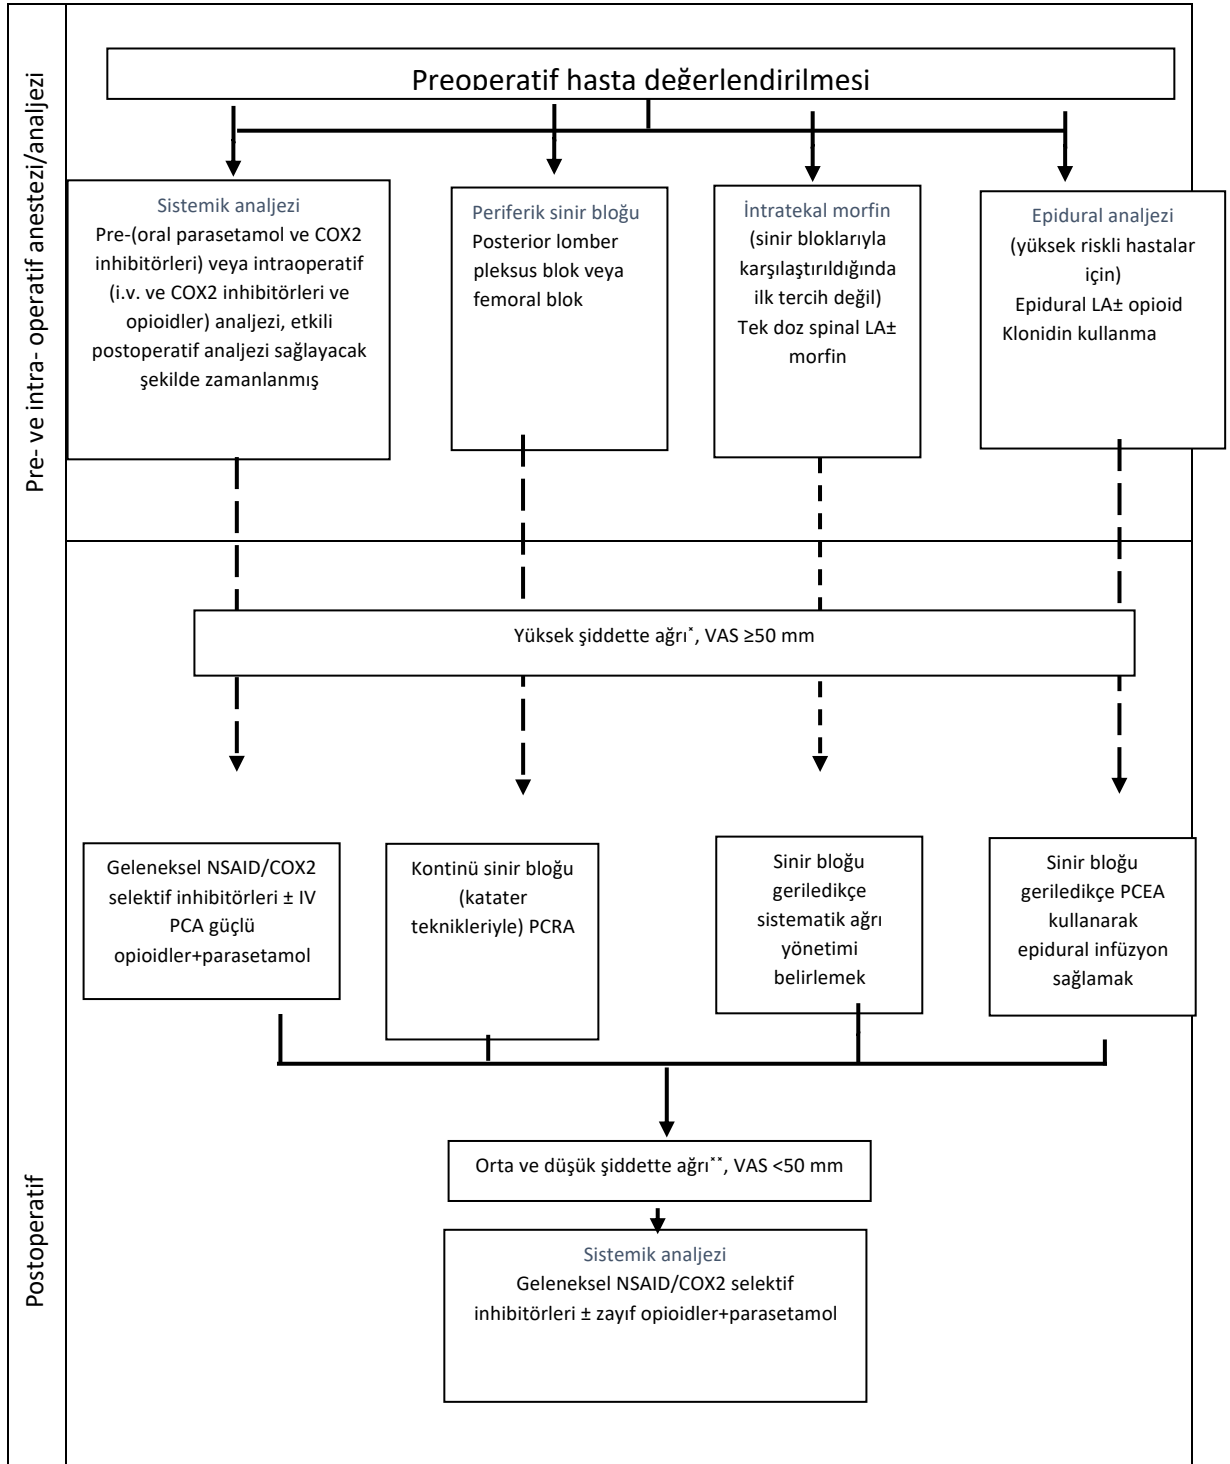 Pre- ve intra- operatif anestezi/analjezi
Preoperatif hasta değerlendirilmesi
Sistemik analjezi
Pre-(oral parasetamol ve COX2
inhibitörleri) veya intraoperatif
(i.v. ve COX2 inhibitörleri ve
opioidler) analjezi, etkili
postoperatif analjezi sağlayacak
şekilde zamanlanmış
Periferik sinir bloğu
Posterior lomber
pleksus blok veya
femoral blok
İntratekal morfin
(sinir bloklarıyla
karşılaştırıldığında
ilk tercih değil)
Tek doz spinal LA±
morfin
Epidural analjezi
(yüksek riskli hastalar
için)
Epidural LA± opioid
Klonidin kullanma
Yüksek şiddette ağrı*, VAS ≥50 mm
Geleneksel NSAID/COX2
selektif inhibitörleri ± IV
PCA güçlü
opioidler+parasetamol
Kontinü sinir bloğu
(katater
teknikleriyle) PCRA
Sinir bloğu
geriledikçe
sistematik ağrı
yönetimi
belirlemek
Sinir bloğu
geriledikçe PCEA
kullanarak
epidural infüzyon
sağlamak
Postoperatif
Orta ve düşük şiddette ağrı**, VAS <50 mm
Sistemik analjezi
Geleneksel NSAID/COX2 selektif
inhibitörleri ± zayıf opioidler+parasetamol